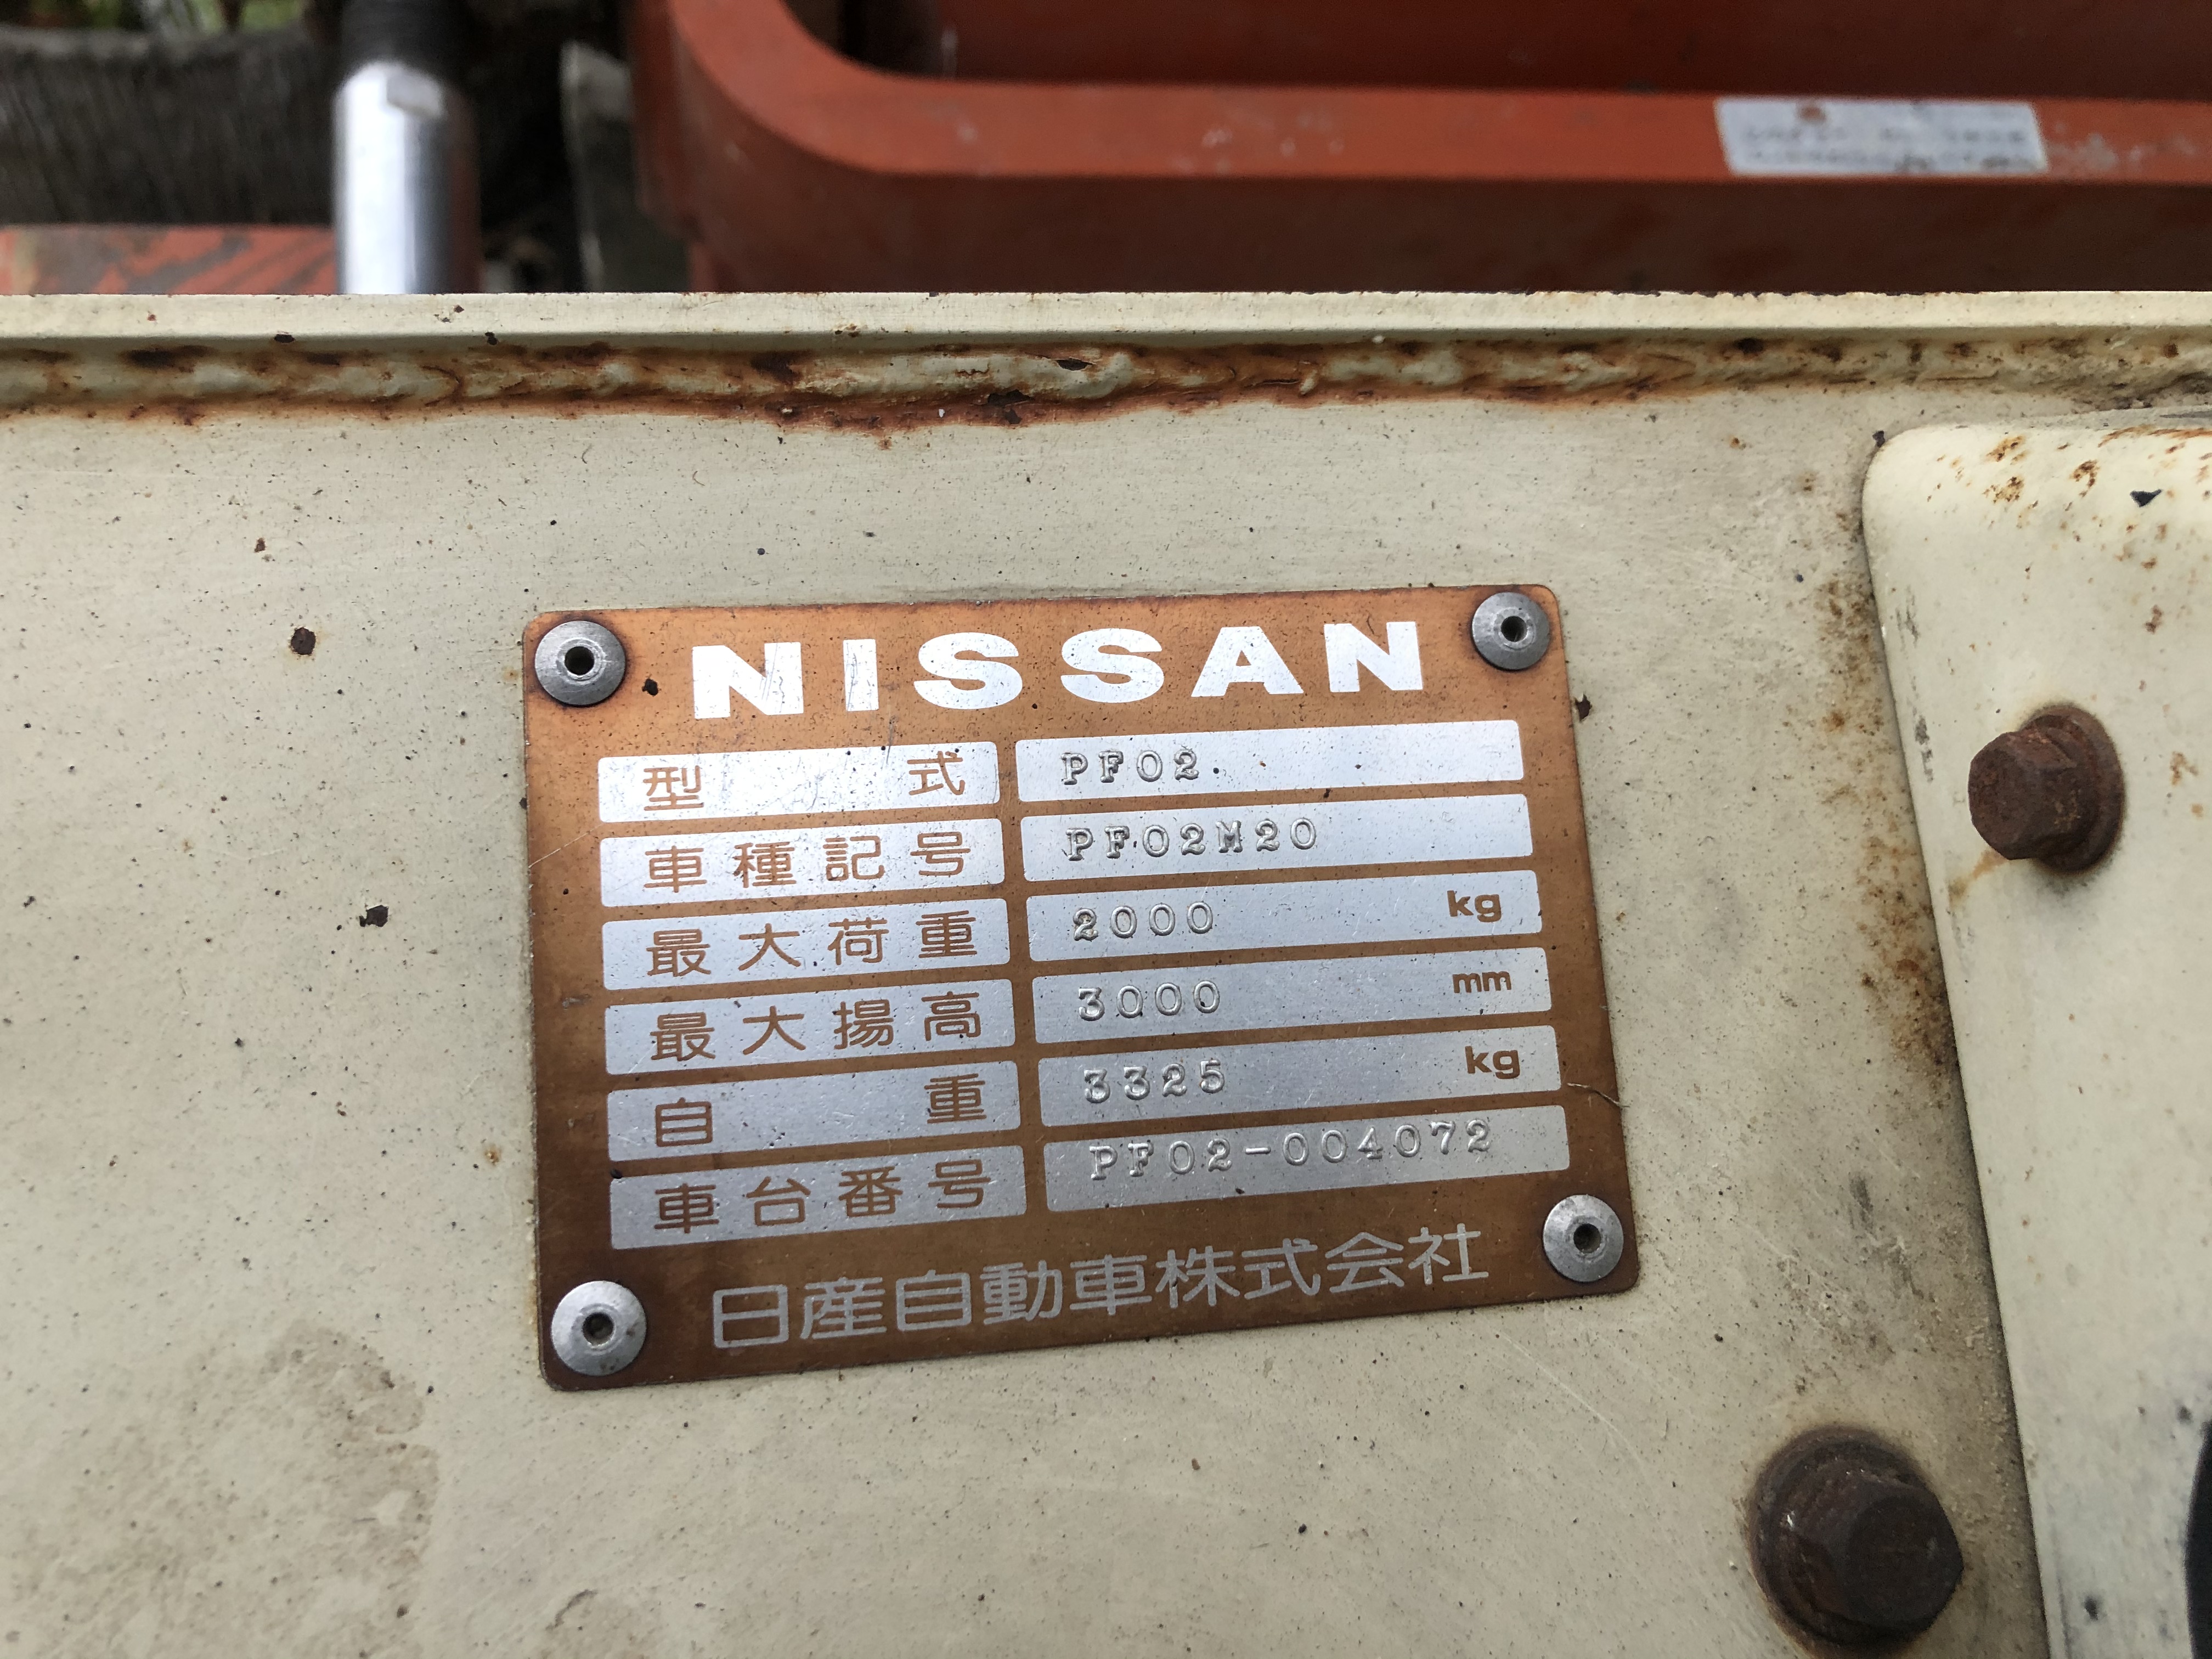 NISSAN
型式 PF02
車種記号 PF02M20
最大荷重 2000 kg
最大揚高 3000 mm
自重 3325 kg
車台番号 PF02-004072
日産自動車株式会社